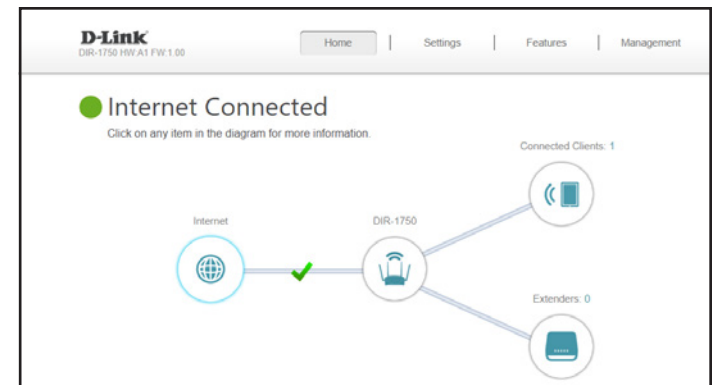 D-Link
DIR-1750 HW:A1 FW:1.00
Home | Settings | Features | Management
Internet Connected
Click on any item in the diagram for more information.
Connected Clients: 1
Internet
DIR-1750
Extenders: 0